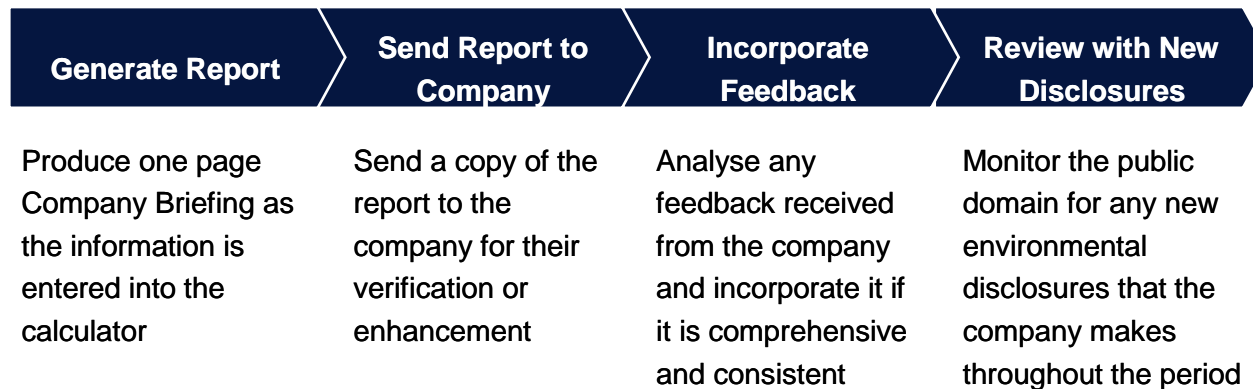 Generate Report
Send Report to
Company
Incorporate
Feedback
Review with New
Disclosures
Produce one page
Company Briefing as
the information is
entered into the
calculator
Send a copy of the
report to the
company for their
verification or
enhancement
Analyse any
feedback received
from the company
and incorporate it if
it is comprehensive
and consistent
Monitor the public
domain for any new
environmental
disclosures that the
company makes
throughout the period